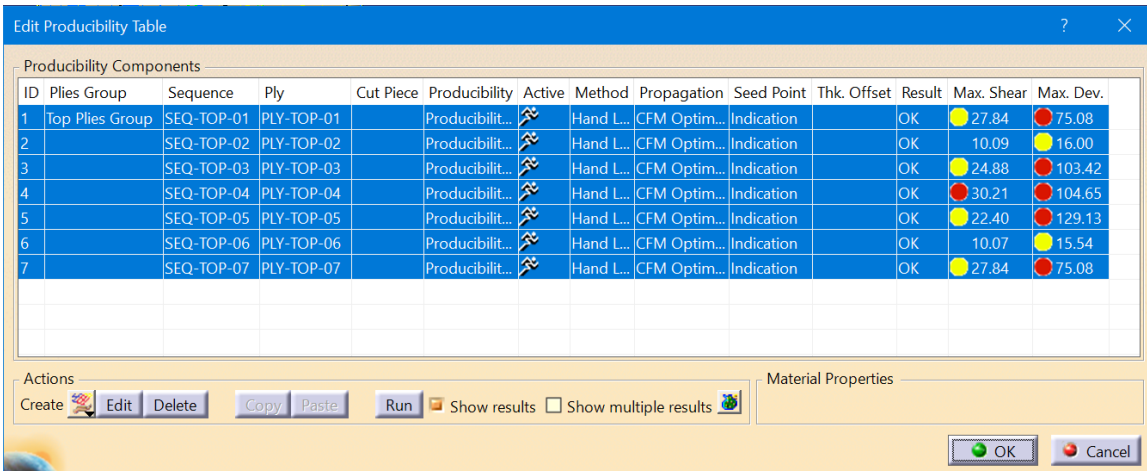 Edit Producibility Table
?
Producibility Components
ID Plies Group Sequence Ply Cut Piece Producibility Active Method Propagation Seed Point Thk. Offset Result Max. Shear Max. Dev.
1 Top Plies Group SEQ-TOP-01 PLY-TOP-01 Producibilit... Hand L... CFM Optim... Indication OK 27.84 75.08
2 SEQ-TOP-02 PLY-TOP-02 Producibilit... Hand L... CFM Optim... Indication OK 10.09 16.00
3 SEQ-TOP-03 PLY-TOP-03 Producibilit... Hand L... CFM Optim... Indication OK 24.88 103.42
4 SEQ-TOP-04 PLY-TOP-04 Producibilit... Hand L... CFM Optim... Indication OK 30.21 104.65
5 SEQ-TOP-05 PLY-TOP-05 Producibilit... Hand L... CFM Optim... Indication OK 22.40 129.13
6 SEQ-TOP-06 PLY-TOP-06 Producibilit... Hand L... CFM Optim... Indication OK 10.07 15.54
7 SEQ-TOP-07 PLY-TOP-07 Producibilit... Hand L... CFM Optim... Indication OK 27.84 75.08
Actions Material Properties
Create Edit Delete Copy Paste Run Show results Show multiple results
OK Cancel